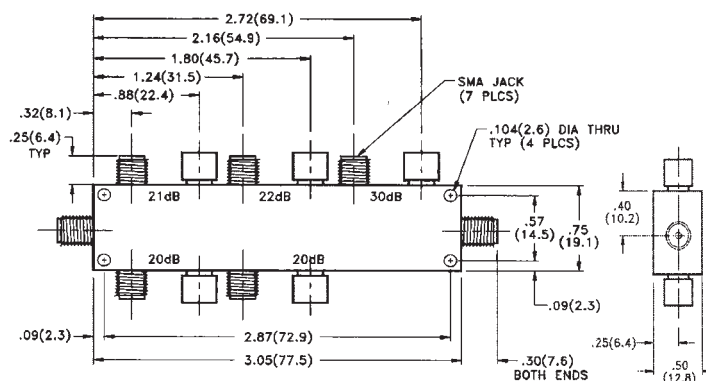 2.72(69.1)
2.16(54.9)
1.80(45.7)
1.24(31.5)
.88(22.4)
.32(8.1)
.25(6.4)
TYP
SMA JACK
(7 PLCS)
.104(2.6) DIA THRU
TYP (4 PLCS)
21dB
22dB
30dB
.57
(14.5)
.75
(19.1)
.40
(10.2)
20dB
20dB
.09(2.3)
.09(2.3)
2.87(72.9)
3.05(77.5)
.30(7.6)
BOTH ENDS
.25(6.4)
.50
(12.8)